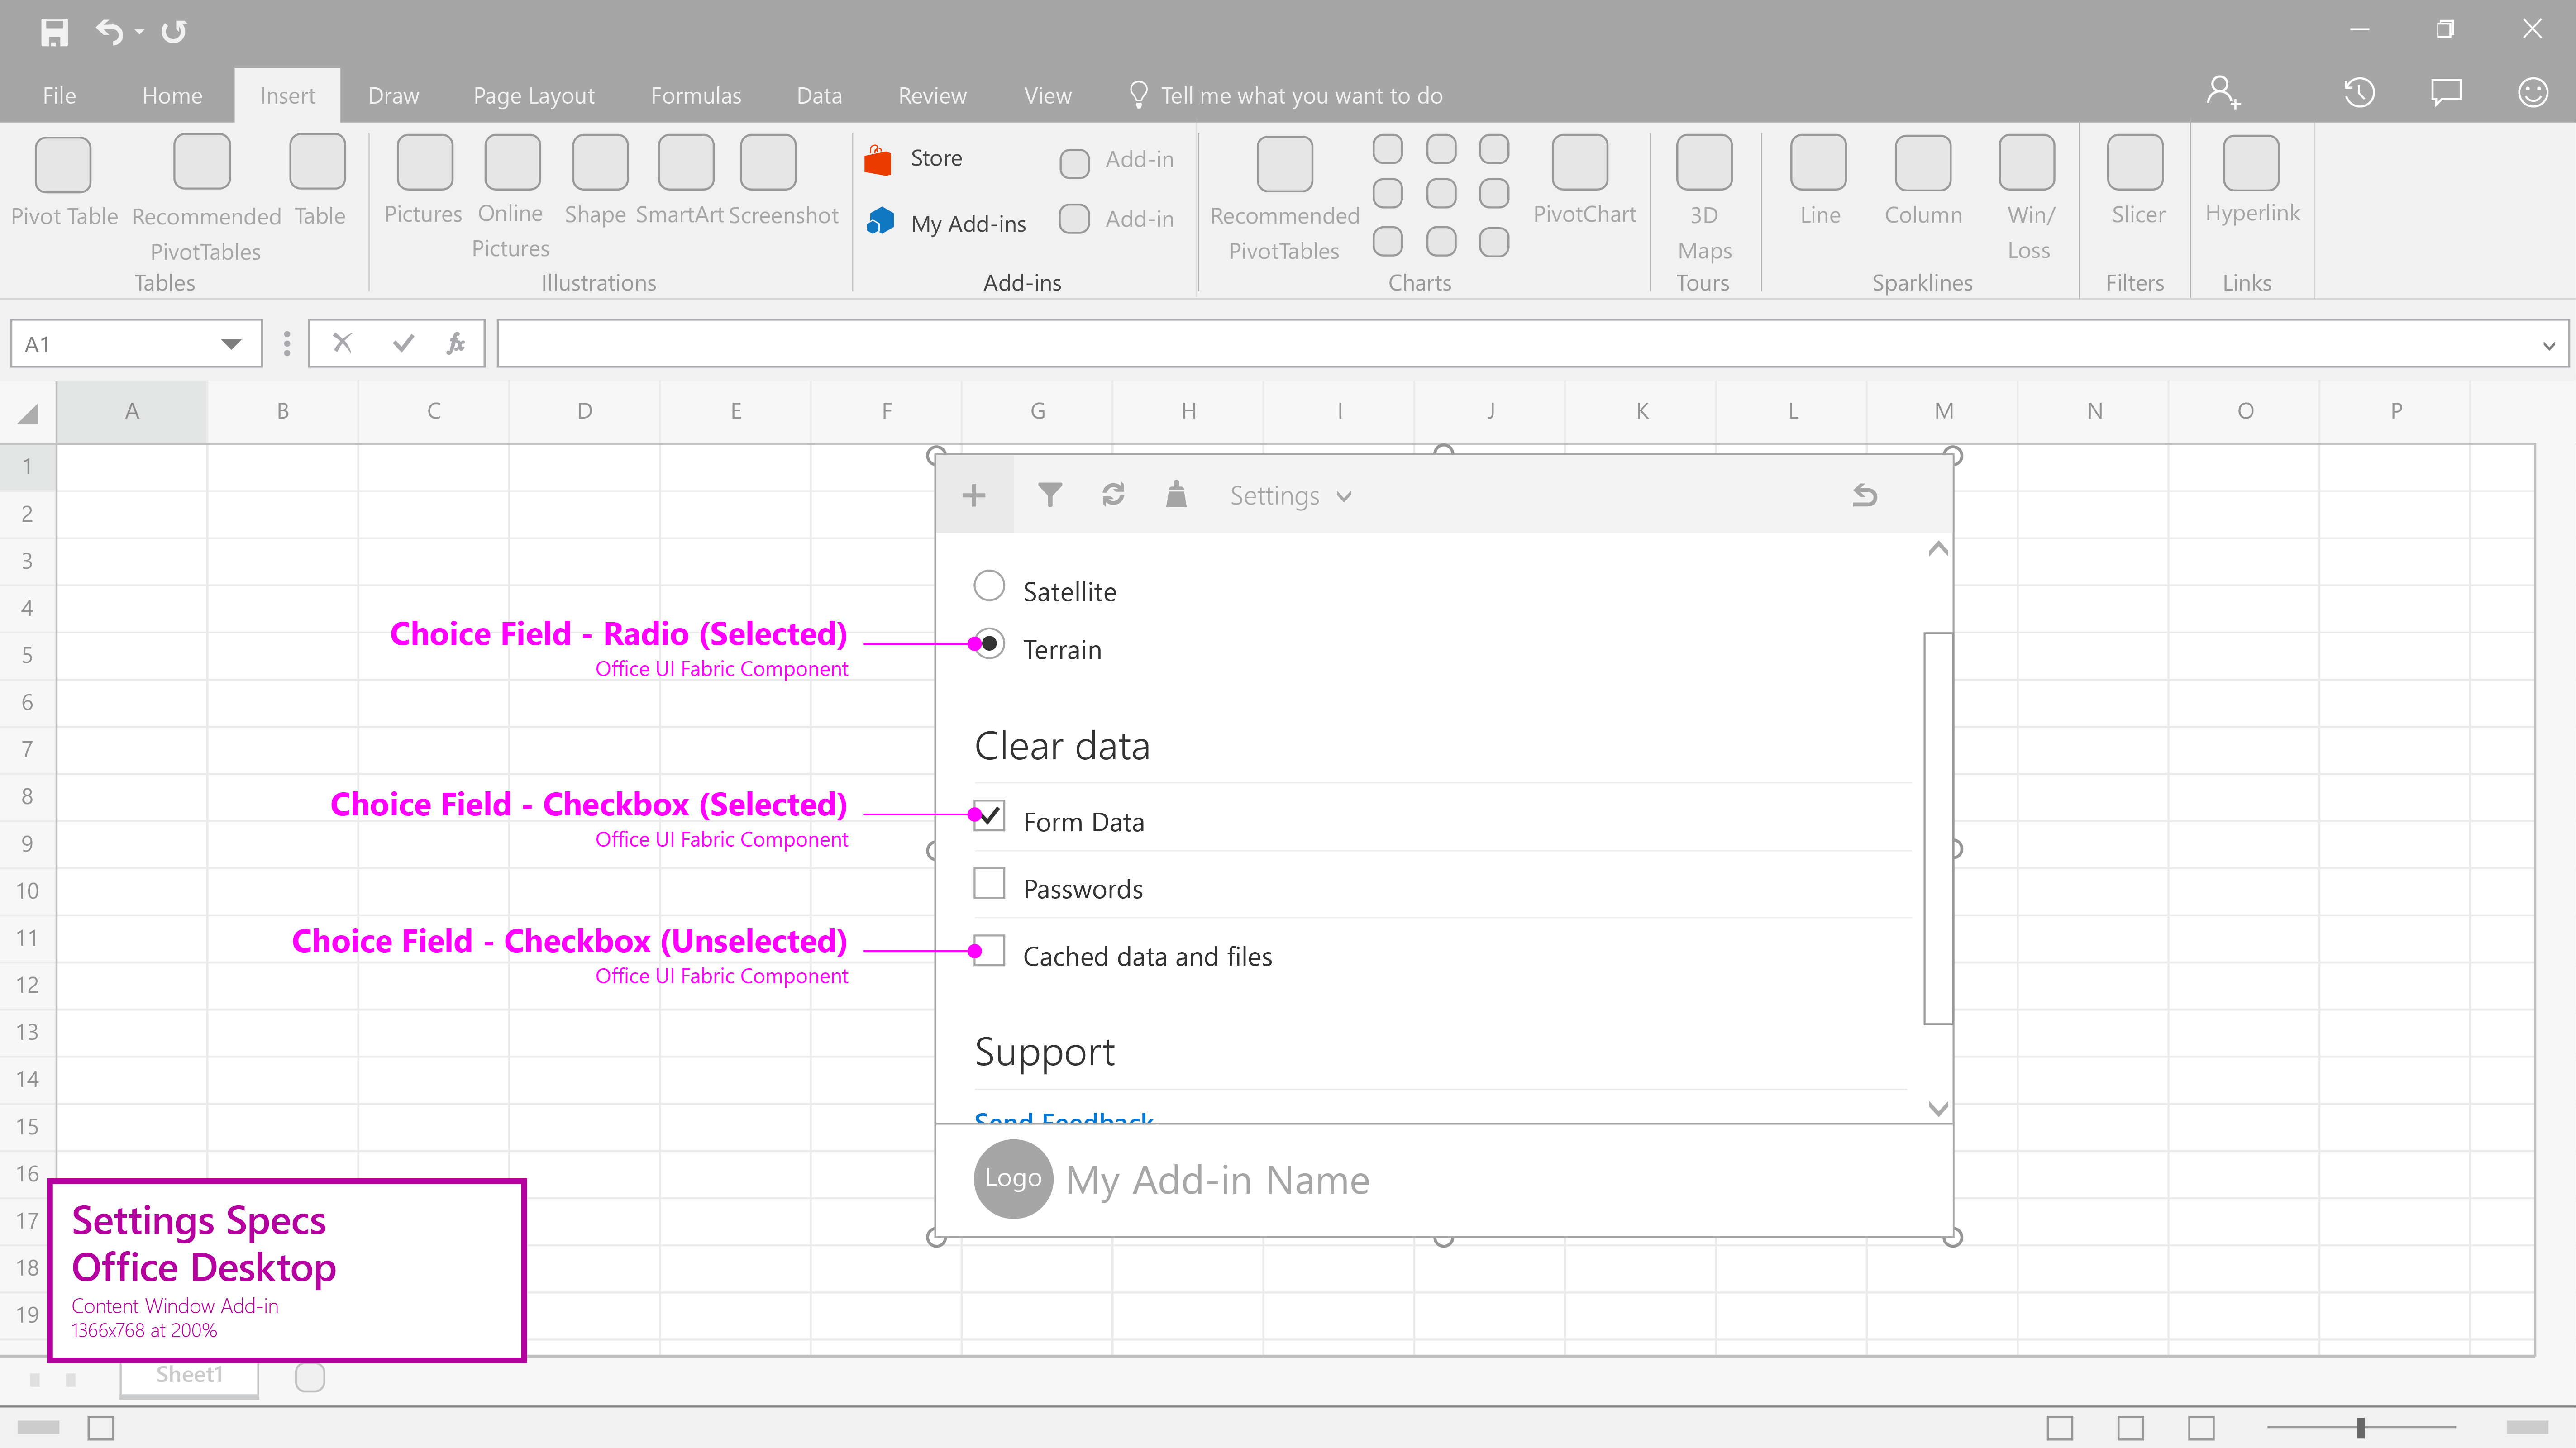 File Home Insert Draw Page Layout Formulas Data Review View Tell me what you want to do
Pivot Table
Recommended
PivotTables
Table
Tables
Pictures
Online
Pictures
Shape
SmartArt
Screenshot
Illustrations
Store
My Add-ins
Add-in
Add-in
Add-ins
Recommended
PivotTables
PivotChart
Charts
3D
Maps
Tours
Line
Column
Win/
Loss
Sparklines
Slicer
Filters
Hyperlink
Links
A1
fx
A B C D E F G H I J K L M N O P
1
2
3
4
5
6
7
8
9
10
11
12
13
14
15
16
17
18
19
Settings
Satellite
Terrain
Clear data
Form Data
Passwords
Cached data and files
Support
Send Feedback
Logo
My Add-in Name
Choice Field - Radio (Selected)
Office UI Fabric Component
Choice Field - Checkbox (Selected)
Office UI Fabric Component
Choice Field - Checkbox (Unselected)
Office UI Fabric Component
Settings Specs
Office Desktop
Content Window Add-in
1366x768 at 200%
Sheet1